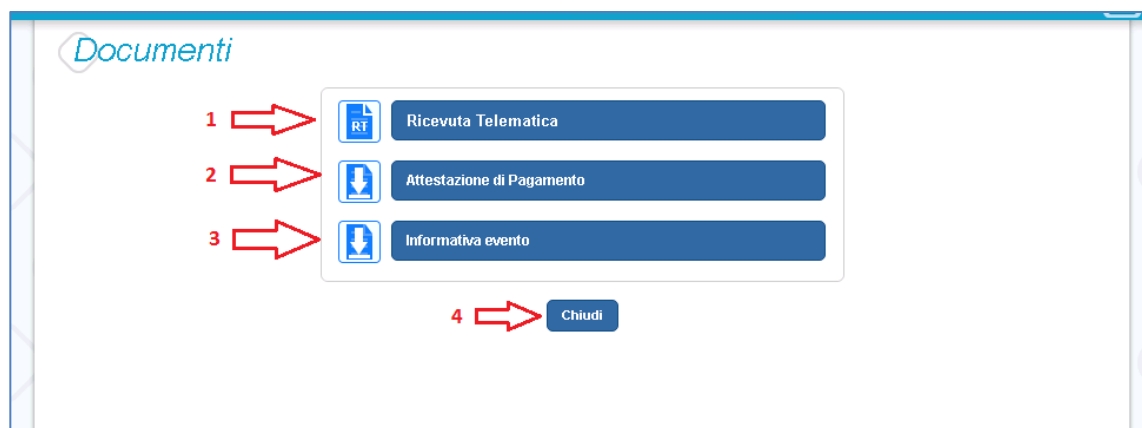 Documenti
1 RT Ricevuta Telematica
2 Attestazione di Pagamento
3 Informativa evento
4 Chiudi